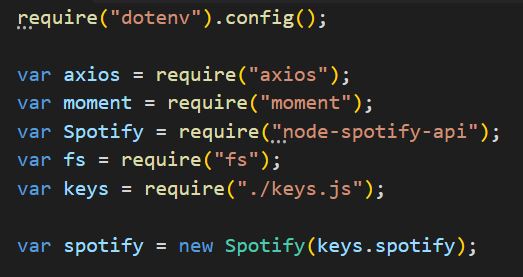 require("dotenv").config();
var axios = require("axios");
var moment = require("moment");
var Spotify = require("node-spotify-api");
var fs = require("fs");
var keys = require("./keys.js");
var spotify = new Spotify(keys.spotify);